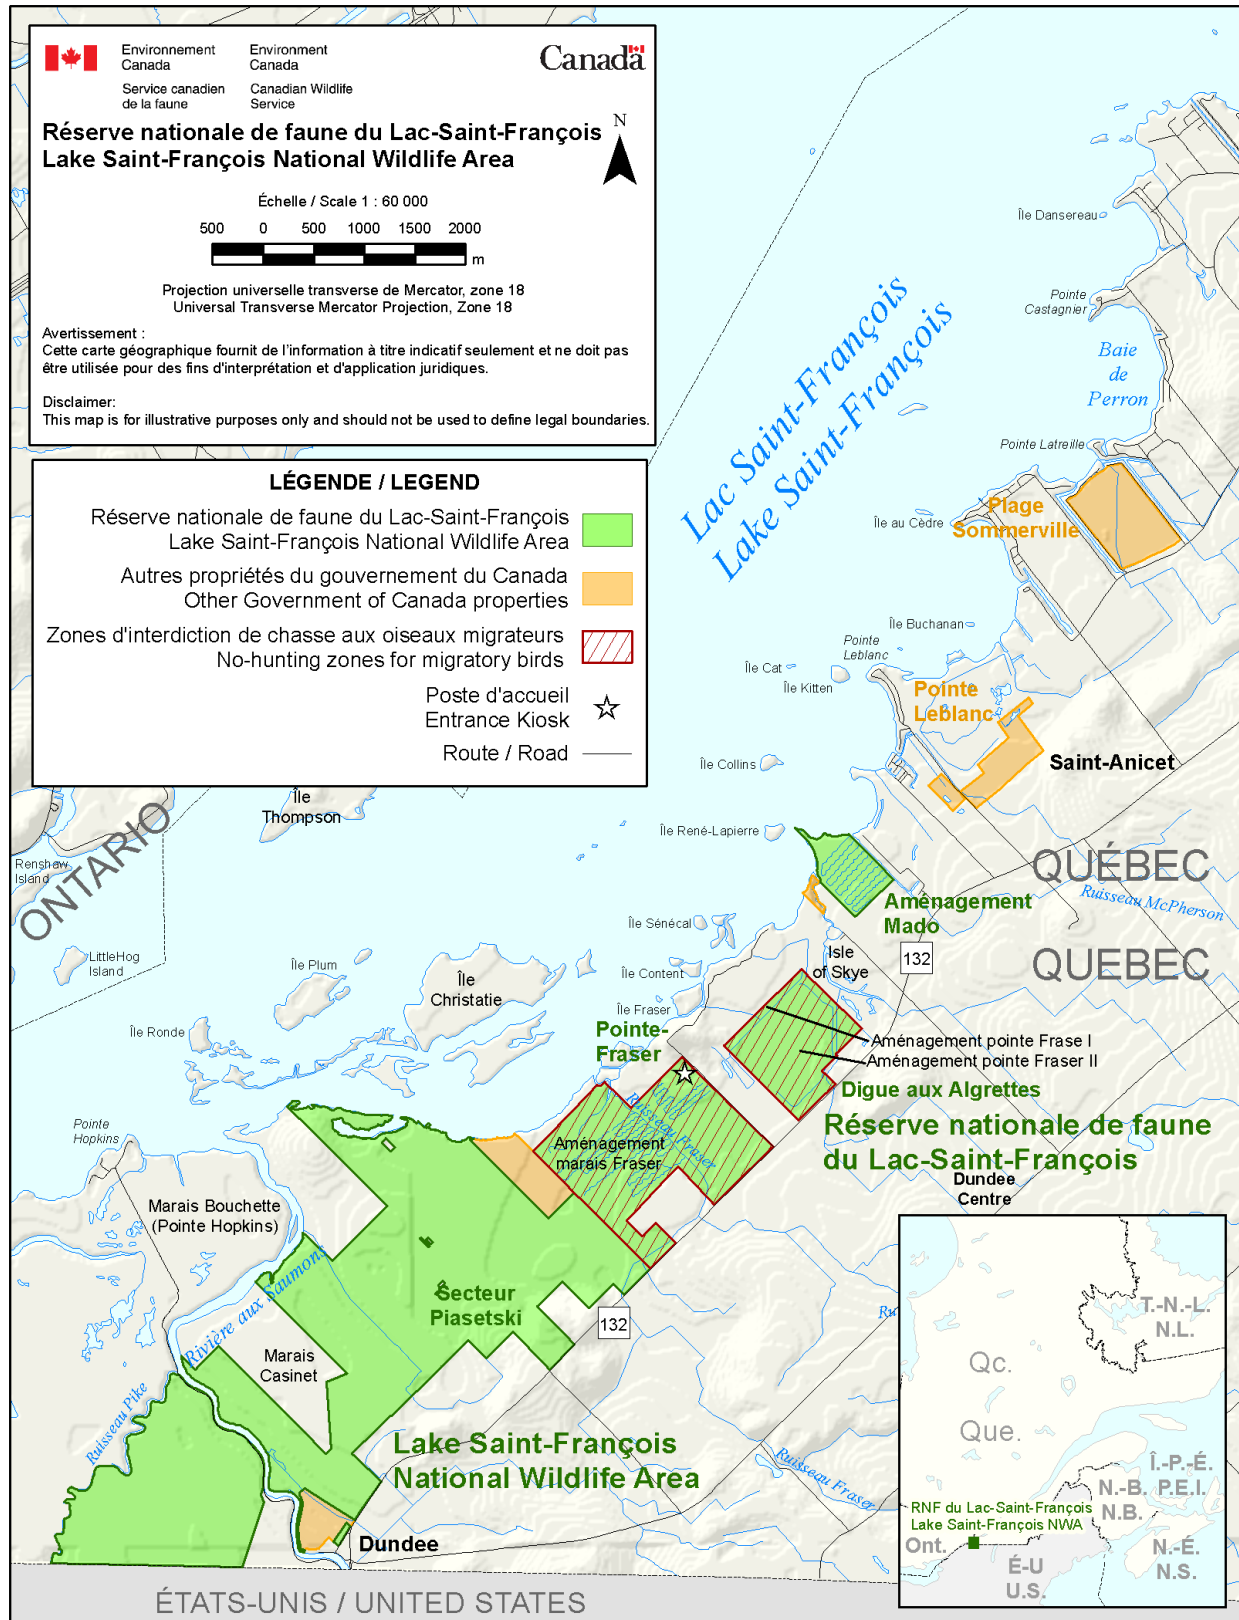 Environnement
Canada
Environment
Canada
Service canadien
de la faune
Canadian Wildlife
Service
Canada
Réserve nationale de faune du Lac-Saint-François
Lake Saint-François National Wildlife Area
N
Échelle / Scale 1 : 60 000
500 0 500 1000 1500 2000
m
Projection universelle transverse de Mercator, zone 18
Universal Transverse Mercator Projection, Zone 18
Avertissement :
Cette carte géographique fournit de l'information à titre indicatif seulement et ne doit pas
être utilisée pour des fins d'interprétation et d'application juridiques.
Disclaimer:
This map is for illustrative purposes only and should not be used to define legal boundaries.
LÉGENDE / LEGEND
Réserve nationale de faune du Lac-Saint-François
Lake Saint-François National Wildlife Area
Autres propriétés du gouvernement du Canada
Other Government of Canada properties
Zones d'interdiction de chasse aux oiseaux migrateurs
No-hunting zones for migratory birds
Poste d'accueil
Entrance Kiosk
Route / Road
Lac Saint-François
Lake Saint-François
Île Dansereau
Pointe
Castagnier
Baie
de
Perron
Pointe Latreille
Île au Cèdre
Plage
Sommerville
Île Buchanan
Pointe
Leblanc
Île Cat
Île Kitten
Pointe
Leblanc
Saint-Anicet
Île Collins
Île René-Lapierre
Île
Thompson
ONTARIO
Renshaw
Island
QUÉBEC
Ruisseau McPherson
QUEBEC
Aménagement
Mado
132
Isle
of Skye
Île Sénécal
Île Content
Île Fraser
LittleHog
Island
Île Plum
Île
Christatie
Île Ronde
Pointe-
Fraser
Aménagement pointe Frase I
Aménagement pointe Fraser II
Digue aux Algrettes
Réserve nationale de faune
du Lac-Saint-François
Dundee
Centre
Ruisseau Fraser
Aménagement
marais Fraser
Pointe
Hopkins
Marais Bouchette
(Pointe Hopkins)
Rivière aux Saumons
Secteur
Piasetski
132
Marais
Casinet
Ruisseau Pike
Lake Saint-François
National Wildlife Area
Ruisseau Fraser
Ru
Dundee
ÉTATS-UNIS / UNITED STATES
T.-N.-L.
N.L.
Qc.
Que.
Î.-P.-É.
P.E.I.
N.-B.
N.B.
RNF du Lac-Saint-François
Lake Saint-François NWA
Ont.
É-U
U.S.
N.-É.
N.S.